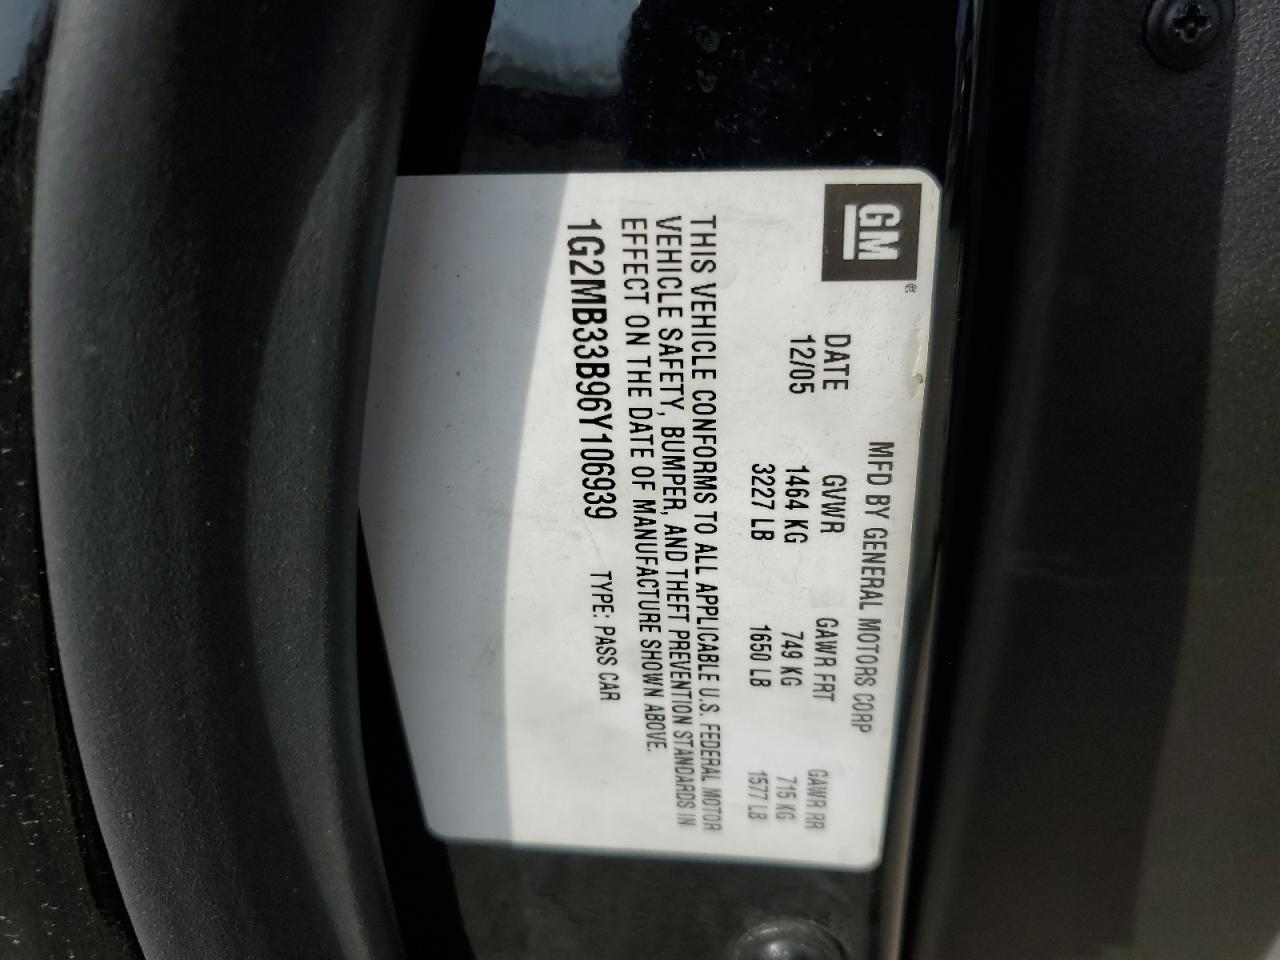 GM®
MFD BY GENERAL MOTORS CORP
DATE GVWR GAWR FRT GAWR RR
12/05 1464 KG 749 KG 715 KG
3227 LB 1650 LB 1577 LB
THIS VEHICLE CONFORMS TO ALL APPLICABLE U.S. FEDERAL MOTOR
VEHICLE SAFETY, BUMPER, AND THEFT PREVENTION STANDARDS IN
EFFECT ON THE DATE OF MANUFACTURE SHOWN ABOVE.
1G2MB33B96Y106939 TYPE: PASS CAR